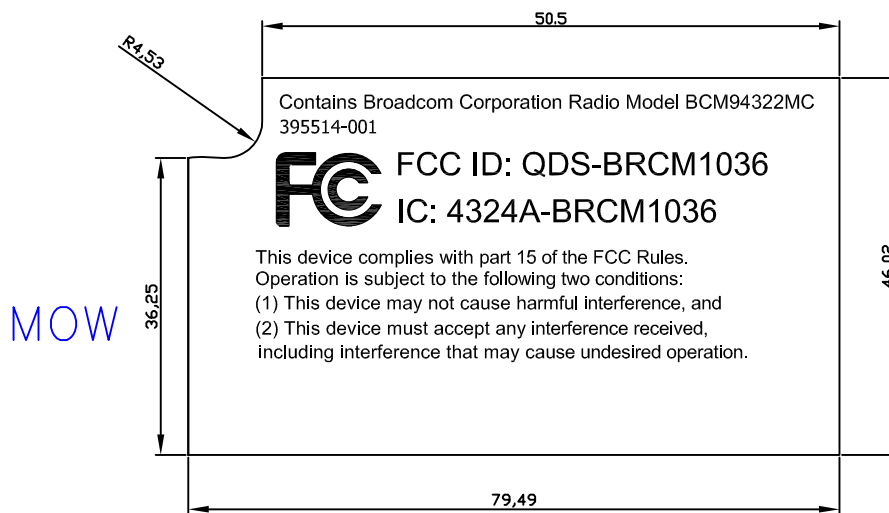 50.5
R4,53
Contains Broadcom Corporation Radio Model BCM94322MC
395514-001
FC FCC ID: QDS-BRCM1036
IC: 4324A-BRCM1036
This device complies with part 15 of the FCC Rules.
Operation is subject to the following two conditions:
(1) This device may not cause harmful interference, and
(2) This device must accept any interference received,
including interference that may cause undesired operation.
MOW
36,25
46,02
79,49